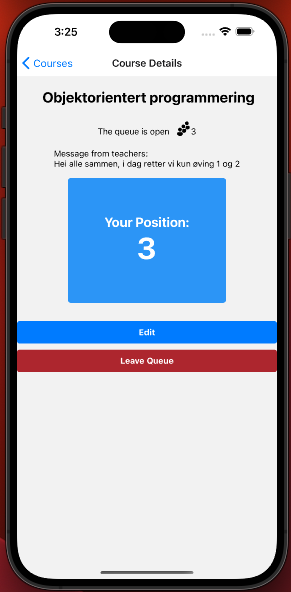 3:25
Courses
Course Details
Objektorientert programmering
The queue is open 3
Message from teachers:
Hei alle sammen, i dag retter vi kun øving 1 og 2
Your Position:
3
Edit
Leave Queue